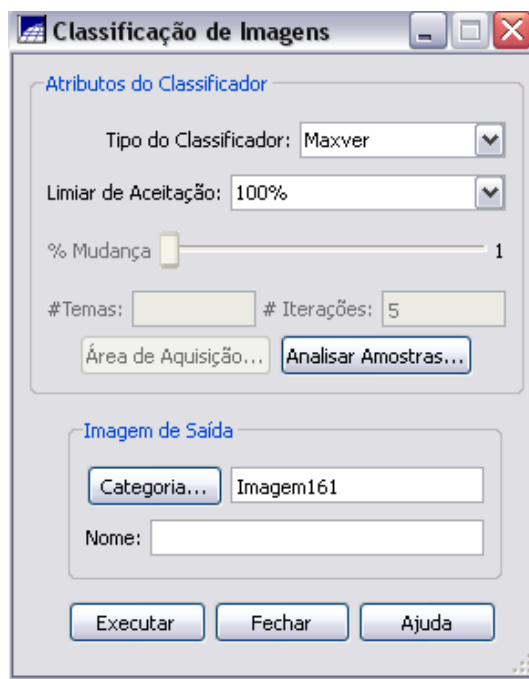 Classificação de Imagens
Atributos do Classificador
Tipo do Classificador: Maxver
Limiar de Aceitação: 100%
% Mudança 1
#Temas: # Iterações: 5
Área de Aquisição... Analisar Amostras...
Imagem de Saída
Categoria... Imagem161
Nome:
Executar Fechar Ajuda